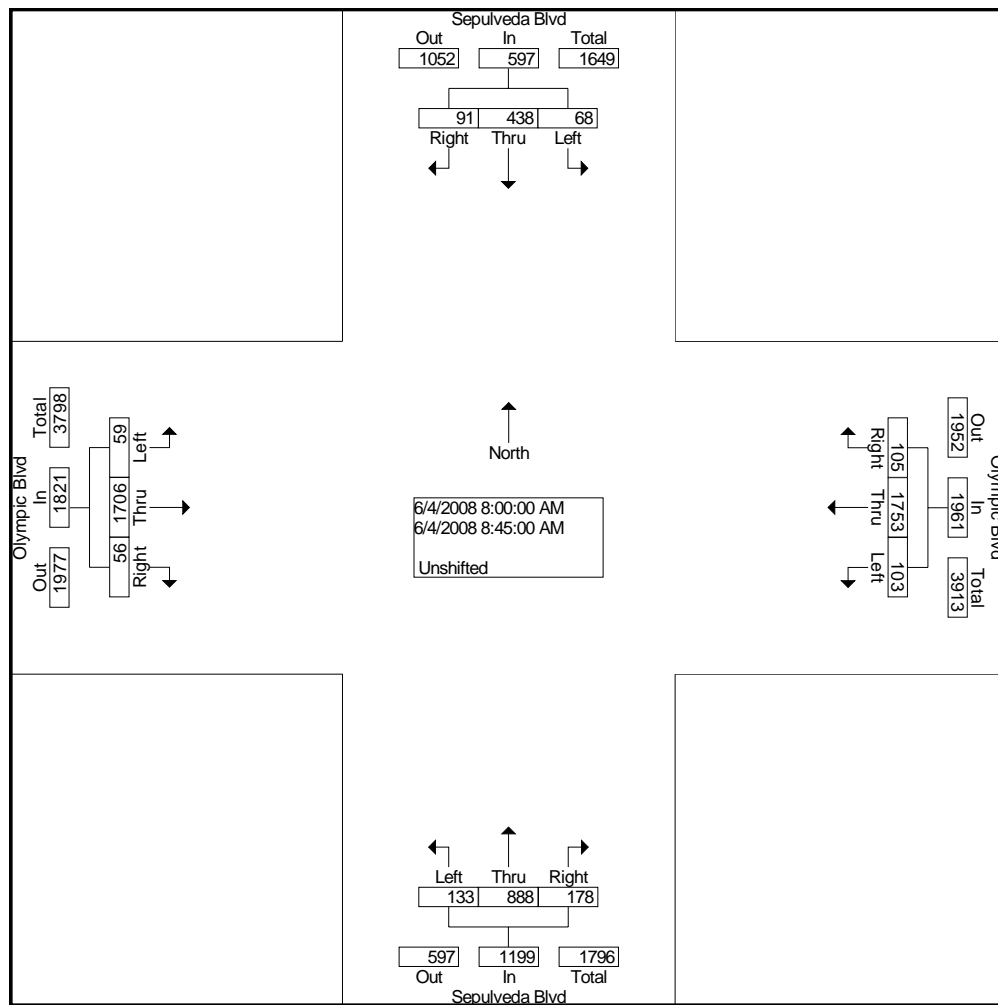 Sepulveda Blvd
Out In Total
1052 597 1649
91 438 68
Right Thru Left
Olympic Blvd
Total In Out
3798 1821 1977
59 1706 56
Left Thru Right
North
6/4/2008 8:00:00 AM
6/4/2008 8:45:00 AM
Unshifted
Right Thru Left
105 1753 103
Out In Total
1952 1961 3913
Olympic Blvd
Left Thru Right
133 888 178
597 1199 1796
Out In Total
Sepulveda Blvd